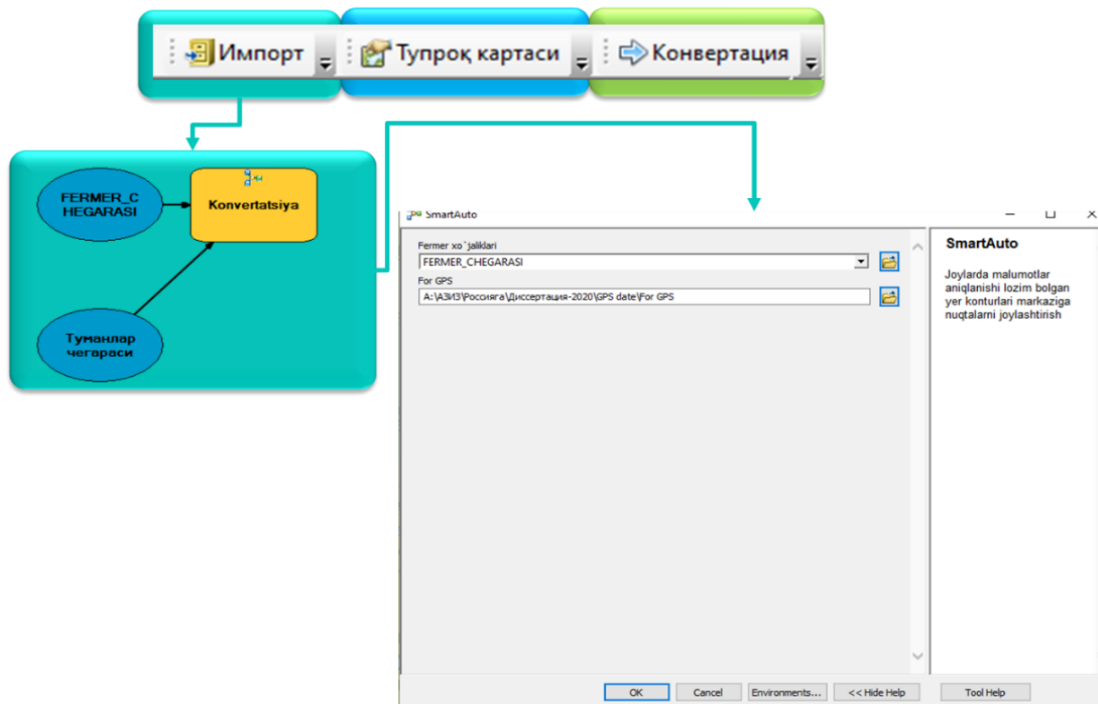 Импорт
Тупроқ картаси
Конвертация
FERMER_C
HEGARASI
Konvertatsiya
Туманлар
чегараси
SmartAuto
Fermer xo`jaliklari
FERMER_CHEGARASI
For GPS
A:\АЗИЗ\Россияга\Диссертация-2020\GPS date\For GPS
SmartAuto
Joylarda malumotlar
aniqlanishi lozim bolgan
yer konturlari markaziga
nuqtalarni joylashtirish
OK
Cancel
Environments...
<< Hide Help
Tool Help